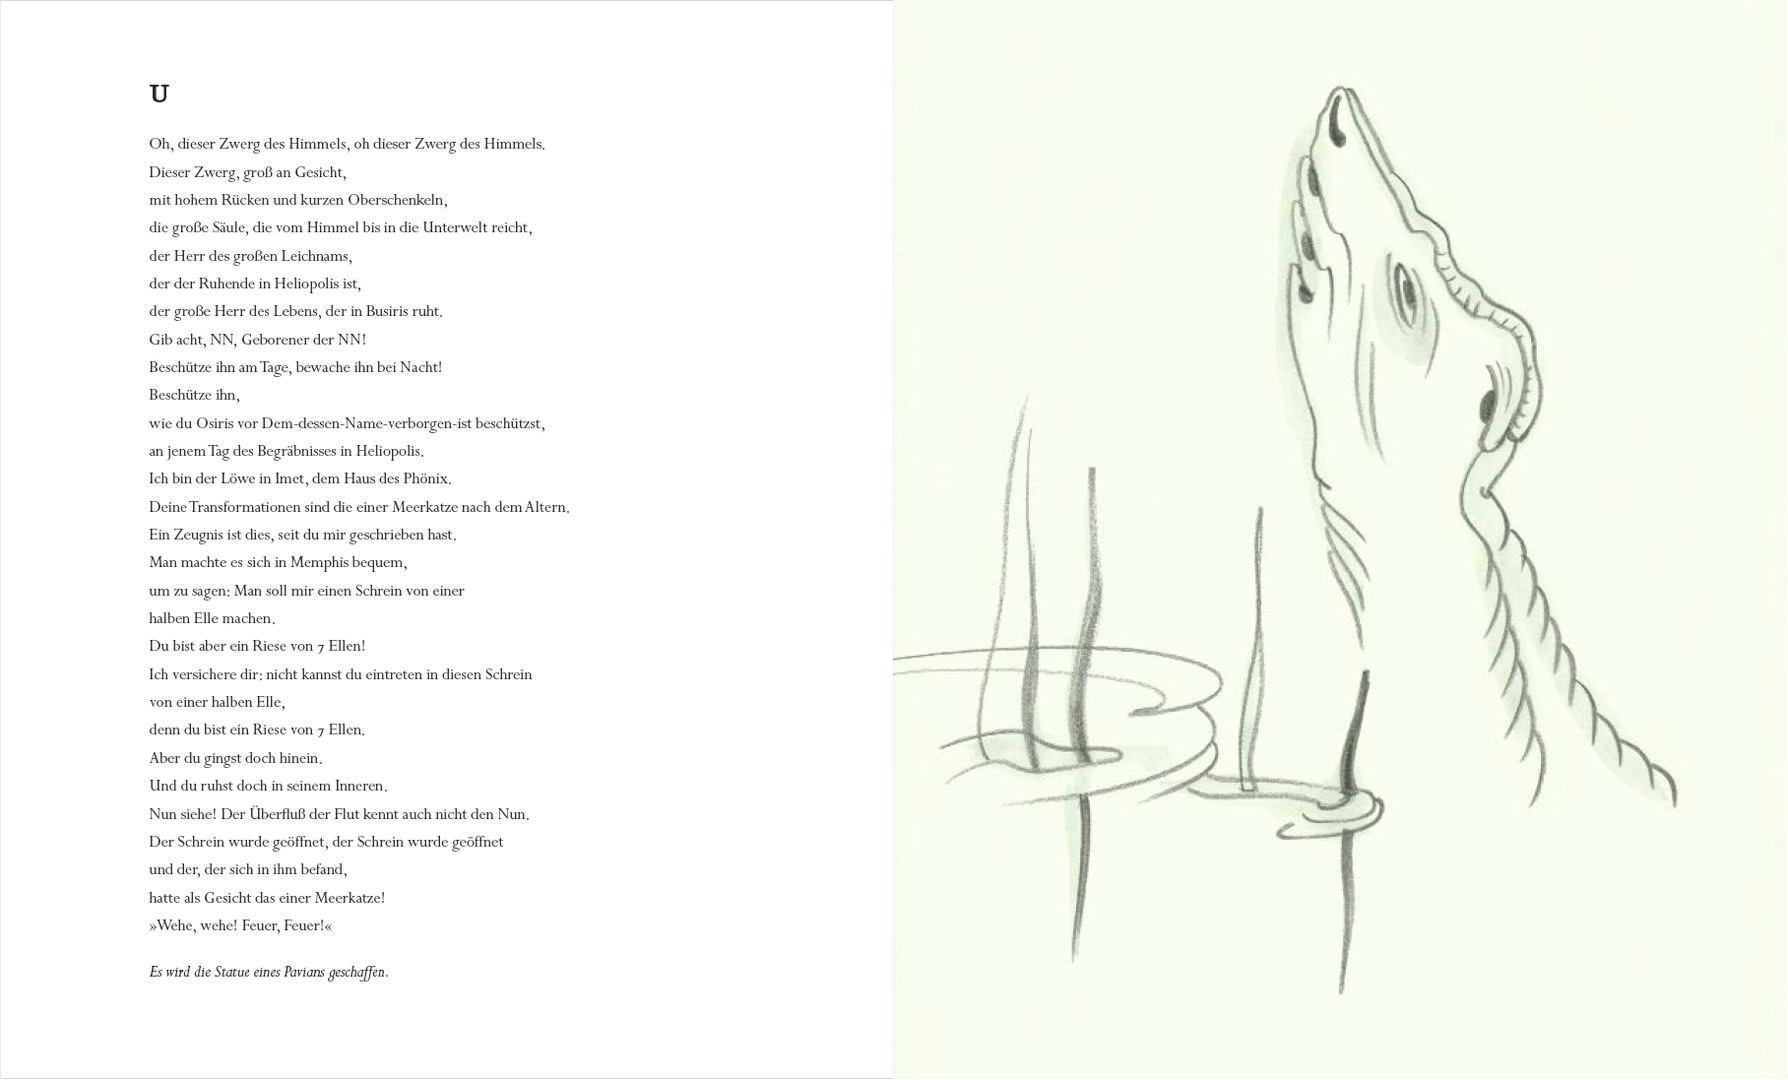 U
Oh, dieser Zwerg des Himmels, oh dieser Zwerg des Himmels.
Dieser Zwerg, groß an Gesicht,
mit hohem Rücken und kurzen Oberschenkeln,
die große Säule, die vom Himmel bis in die Unterwelt reicht,
der Herr des großen Leichnams,
der der Ruhende in Heliopolis ist,
der große Herr des Lebens, der in Busiris ruht.
Gib acht, NN, Geborener der NN!
Beschütze ihn am Tage, bewache ihn bei Nacht!
Beschütze ihn,
wie du Osiris vor Dem-dessen-Name-verborgen-ist beschützst,
an jenem Tag des Begräbnisses in Heliopolis.
Ich bin der Löwe in Imet, dem Haus des Phönix.
Deine Transformationen sind die einer Meerkatze nach dem Altern.
Ein Zeugnis ist dies, seit du mir geschrieben hast.
Man machte es sich in Memphis bequem,
um zu sagen: Man soll mir einen Schrein von einer
halben Elle machen.
Du bist aber ein Riese von 7 Ellen!
Ich versichere dir: nicht kannst du eintreten in diesen Schrein
von einer halben Elle,
denn du bist ein Riese von 7 Ellen.
Aber du gingst doch hinein.
Und du ruhst doch in seinem Inneren.
Nun siehe! Der Überfluß der Flut kennt auch nicht den Nun.
Der Schrein wurde geöffnet, der Schrein wurde geöffnet
und der, der sich in ihm befand,
hatte als Gesicht das einer Meerkatze!
»Wehe, wehe! Feuer, Feuer!«
Es wird die Statue eines Pavians geschaffen.